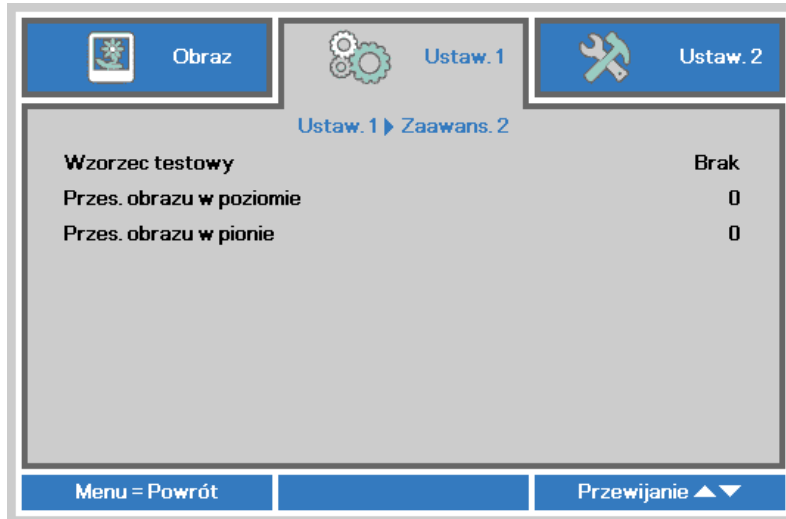 Obraz
Ustaw. 1
Ustaw. 2
Ustaw. 1 Zaawans. 2
Wzorzec testowy Brak
Przes. obrazu w poziomie 0
Przes. obrazu w pionie 0
Menu = Powrót
Przewijanie ▲▼